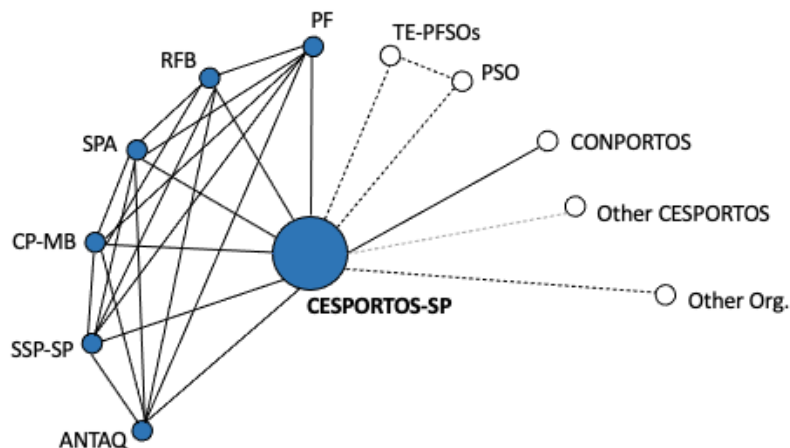 PF
TE-PFSOs
RFB
PSO
SPA
CONPORTOS
Other CESPORTOS
CP-MB
Other Org.
CESPORTOS-SP
SSP-SP
ANTAQ